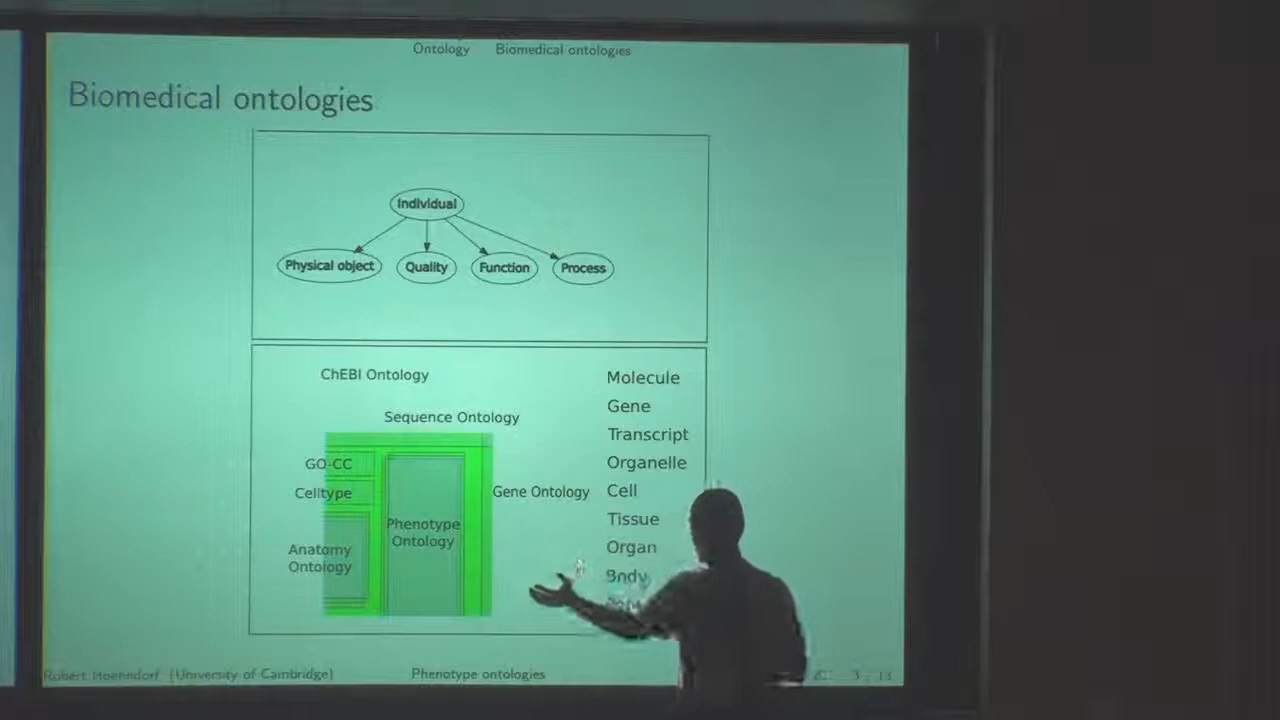 Ontology Biomedical ontologies
Biomedical ontologies
Individual
Physical object Quality Function Process
ChEBI Ontology
Sequence Ontology
GO-CC
Celltype
Anatomy
Ontology
Phenotype
Ontology
Gene Ontology
Molecule
Gene
Transcript
Organelle
Cell
Tissue
Organ
Body
Robert Hoehndorf (University of Cambridge) Phenotype ontologies 3 / 13